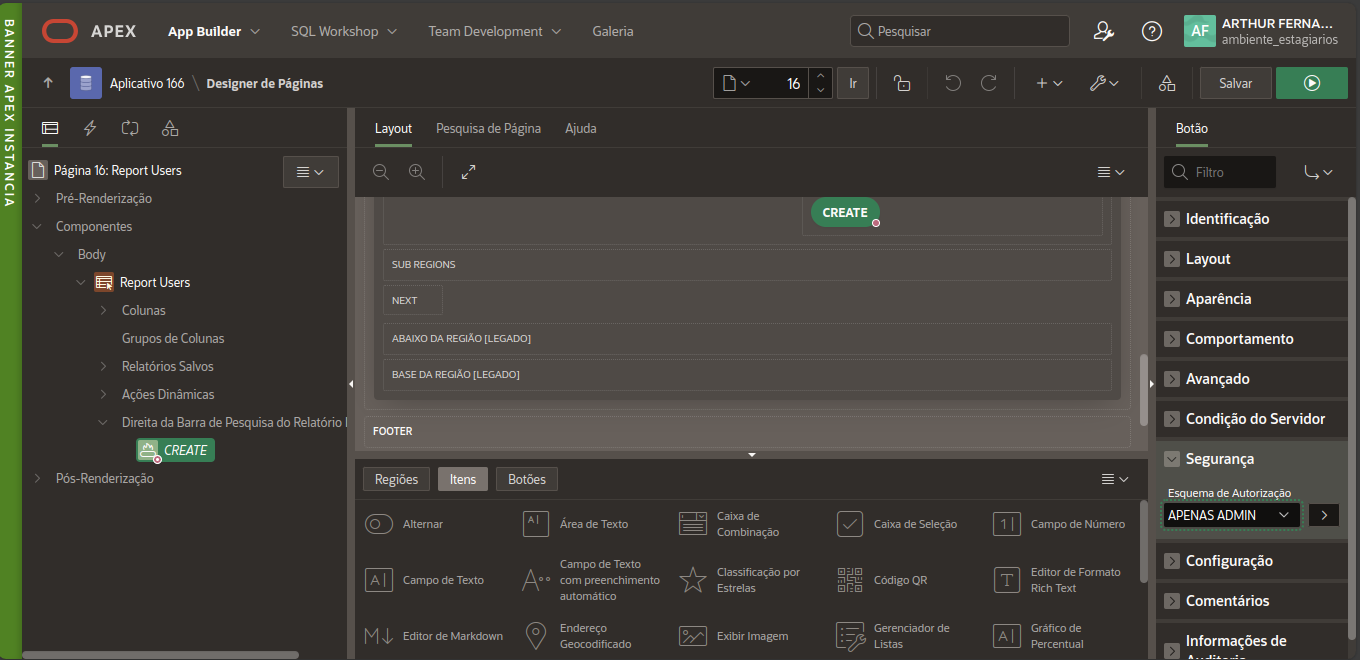 BANNER APEX INSTANCIA
APEX
App Builder
SQL Workshop
Team Development
Galeria
Pesquisar
AF
ARTHUR FERNA...
ambiente_estagiarios
Aplicativo 166
\
Designer de Páginas
16
Ir
Salvar
Página 16: Report Users
Pré-Renderização
Componentes
Body
Report Users
Colunas
Grupos de Colunas
Relatórios Salvos
Ações Dinâmicas
Direita da Barra de Pesquisa do Relatório
CREATE
Pós-Renderização
Layout
Pesquisa de Página
Ajuda
CREATE
SUB REGIONS
NEXT
ABAIXO DA REGIÃO [LEGADO]
BASE DA REGIÃO [LEGADO]
FOOTER
Regiões
Itens
Botões
Alternar
Área de Texto
Caixa de
Combinação
Caixa de Seleção
Campo de Número
Campo de Texto
Campo de Texto
com preenchimento
automático
Classificação por
Estrelas
Código QR
Editor de Formato
Rich Text
Editor de Markdown
Endereço
Geocodificado
Exibir Imagem
Gerenciador de
Listas
Gráfico de
Percentual
Botão
Filtro
Identificação
Layout
Aparência
Comportamento
Avançado
Condição do Servidor
Segurança
Esquema de Autorização
APENAS ADMIN
Configuração
Comentários
Informações de